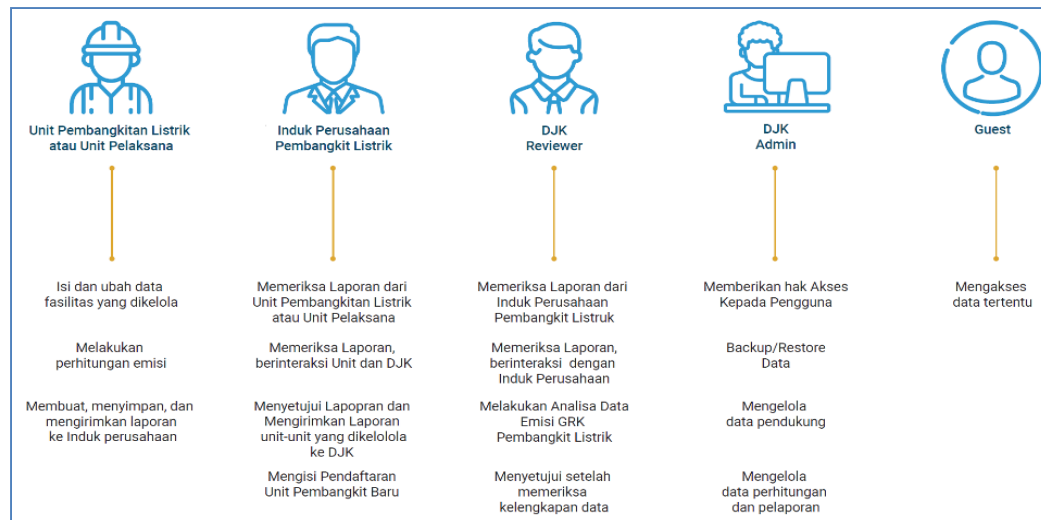 Unit Pembangkitan Listrik
atau Unit Pelaksana
Isi dan ubah data
fasilitas yang dikelola
Melakukan
perhitungan emisi
Membuat, menyimpan, dan
mengirimkan laporan
ke Induk perusahaan
Induk Perusahaan
Pembangkit Listrik
Memeriksa Laporan dari
Unit Pembangkitan Listrik
atau Unit Pelaksana
Memeriksa Laporan,
berinteraksi Unit dan DJK
Menyetujui Lapopran dan
Mengirimkan Laporan
unit-unit yang dikelolola
ke DJK
Mengisi Pendaftaran
Unit Pembangkit Baru
DJK
Reviewer
Memeriksa Laporan dari
Induk Perusahaan
Pembangkit Listruk
Memeriksa Laporan,
berinteraksi dengan
Induk Perusahaan
Melakukan Analisa Data
Emisi GRK
Pembangkit Listrik
Menyetujui setelah
memeriksa
kelengkapan data
DJK
Admin
Memberikan hak Akses
Kepada Pengguna
Backup/Restore
Data
Mengelola
data pendukung
Mengelola
data perhitungan
dan pelaporan
Guest
Mengakses
data tertentu